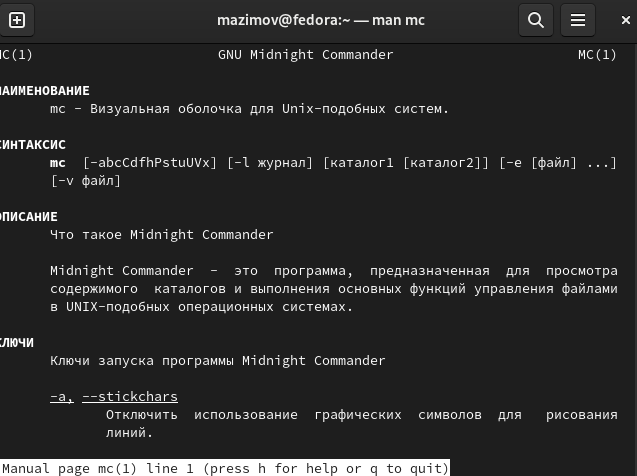 mazimov@fedora:~ — man mc
MC(1) GNU Midnight Commander MC(1)
НАИМЕНОВАНИЕ
mc - Визуальная оболочка для Unix-подобных систем.
СИНТАКСИС
mc [-abcCdfhPstuUVx] [-l журнал] [каталог1 [каталог2]] [-e [файл] ...]
[-v файл]
ОПИСАНИЕ
Что такое Midnight Commander
Midnight Commander - это программа, предназначенная для просмотра
содержимого каталогов и выполнения основных функций управления файлами
в UNIX-подобных операционных системах.
КЛЮЧИ
Ключи запуска программы Midnight Commander
-a, --stickchars
Отключить использование графических символов для рисования
линий.
Manual page mc(1) line 1 (press h for help or q to quit)